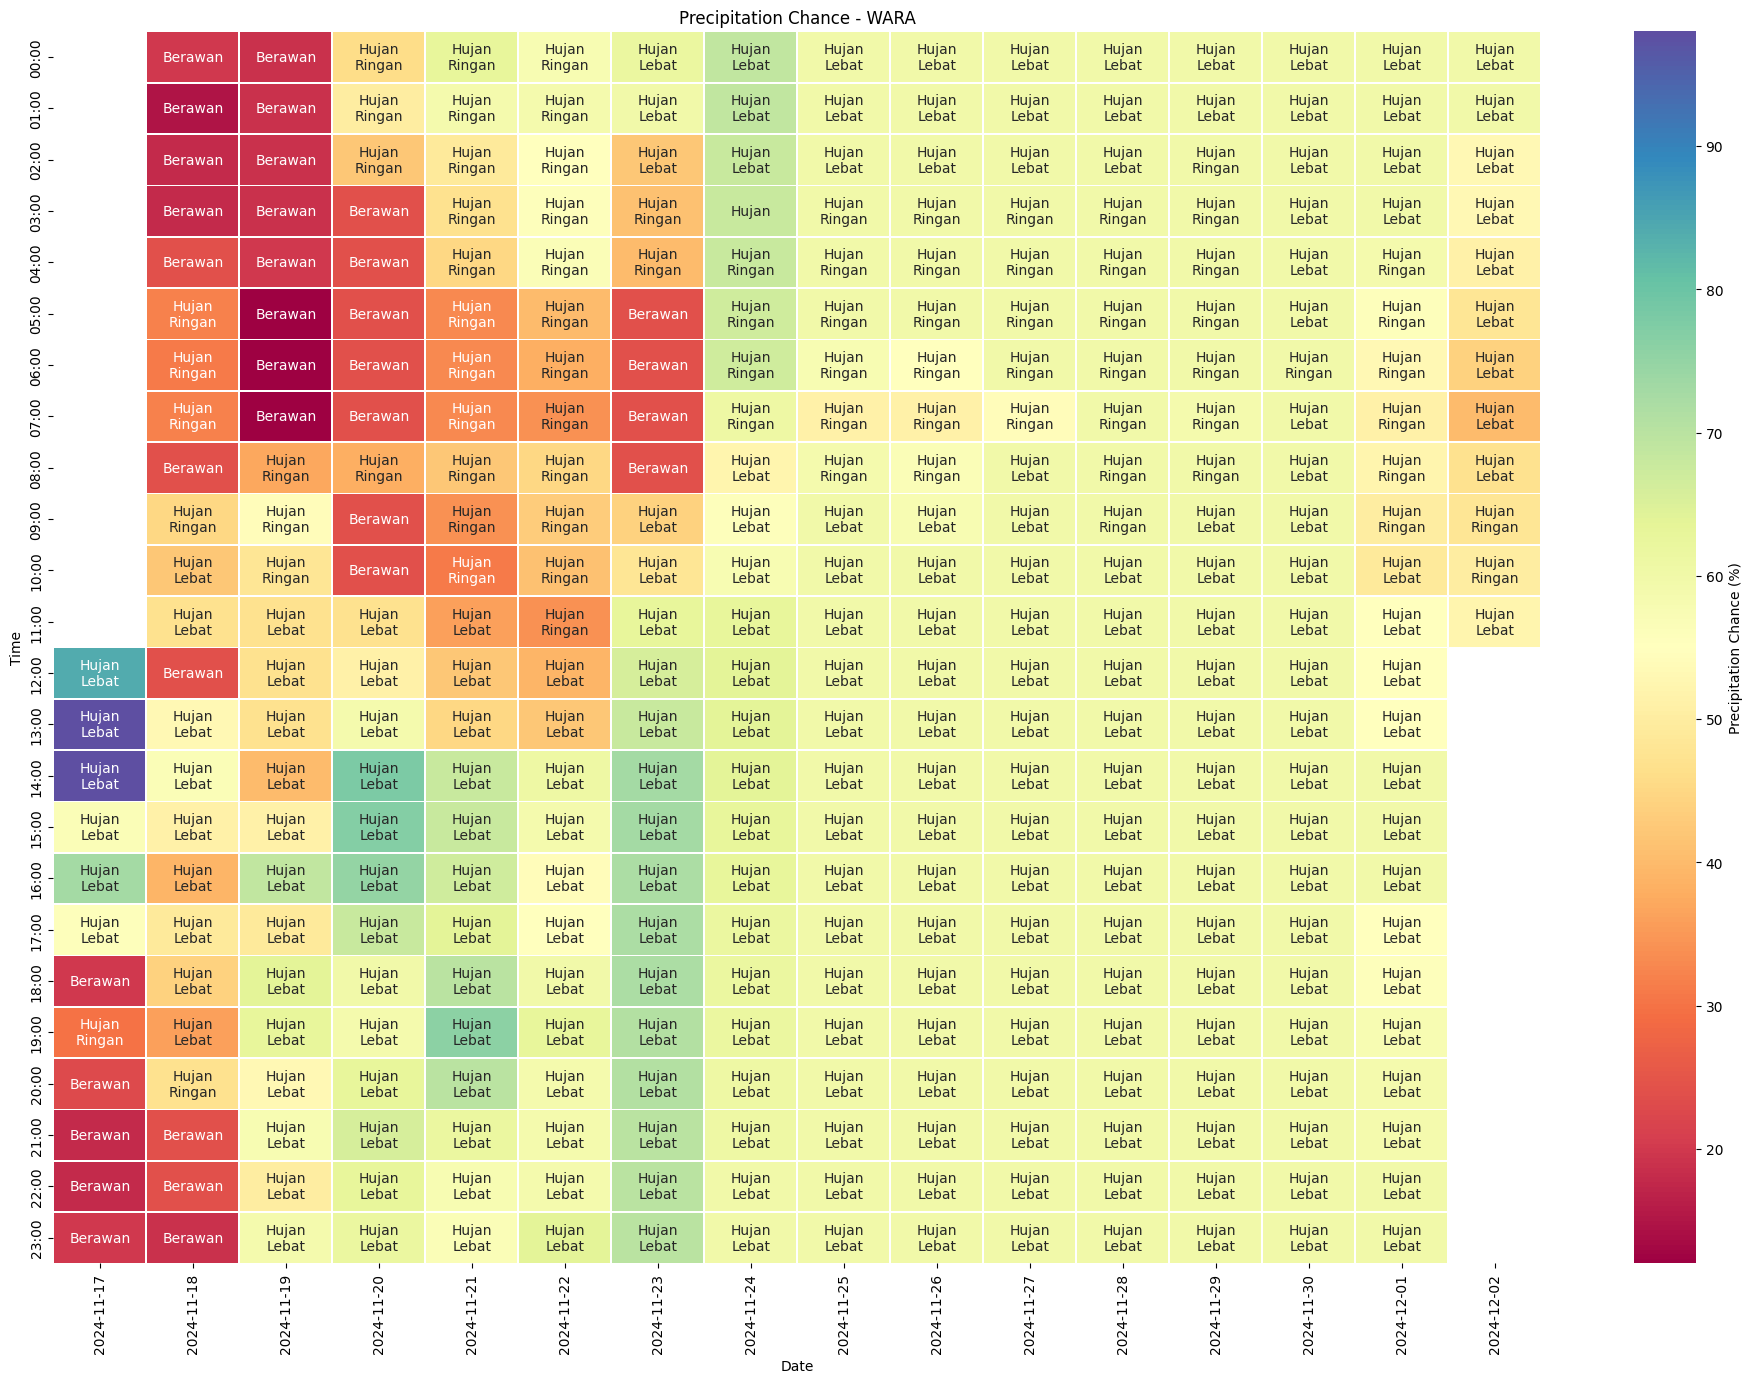 Precipitation Chance - WARA
00:00 Berawan Berawan Hujan Ringan Hujan Ringan Hujan Ringan Hujan Lebat Hujan Lebat Hujan Lebat Hujan Lebat Hujan Lebat Hujan Lebat Hujan Lebat Hujan Lebat Hujan Lebat Hujan Lebat
01:00 Berawan Berawan Hujan Ringan Hujan Ringan Hujan Ringan Hujan Lebat Hujan Lebat Hujan Lebat Hujan Lebat Hujan Lebat Hujan Lebat Hujan Ringan Hujan Lebat Hujan Lebat Hujan Lebat
02:00 Berawan Berawan Hujan Ringan Hujan Ringan Hujan Ringan Hujan Lebat Hujan Lebat Hujan Lebat Hujan Lebat Hujan Lebat Hujan Lebat Hujan Ringan Hujan Lebat Hujan Lebat Hujan Lebat
03:00 Berawan Berawan Berawan Hujan Ringan Hujan Ringan Hujan Ringan Hujan Hujan Ringan Hujan Ringan Hujan Ringan Hujan Ringan Hujan Ringan Hujan Lebat Hujan Lebat Hujan Lebat
04:00 Berawan Berawan Berawan Hujan Ringan Hujan Ringan Hujan Ringan Hujan Ringan Hujan Ringan Hujan Ringan Hujan Ringan Hujan Ringan Hujan Ringan Hujan Lebat Hujan Ringan Hujan Lebat
05:00 Hujan Ringan Berawan Berawan Hujan Ringan Hujan Ringan Berawan Hujan Ringan Hujan Ringan Hujan Ringan Hujan Ringan Hujan Ringan Hujan Ringan Hujan Lebat Hujan Ringan Hujan Lebat
06:00 Hujan Ringan Berawan Berawan Hujan Ringan Hujan Ringan Berawan Hujan Ringan Hujan Ringan Hujan Ringan Hujan Ringan Hujan Ringan Hujan Ringan Hujan Ringan Hujan Ringan Hujan Lebat
07:00 Hujan Ringan Berawan Berawan Hujan Ringan Hujan Ringan Berawan Hujan Ringan Hujan Ringan Hujan Ringan Hujan Ringan Hujan Ringan Hujan Ringan Hujan Lebat Hujan Ringan Hujan Lebat
08:00 Berawan Hujan Ringan Hujan Ringan Hujan Ringan Hujan Ringan Berawan Hujan Lebat Hujan Ringan Hujan Ringan Hujan Lebat Hujan Ringan Hujan Ringan Hujan Lebat Hujan Ringan Hujan Lebat
09:00 Hujan Ringan Hujan Ringan Berawan Hujan Ringan Hujan Ringan Hujan Lebat Hujan Lebat Hujan Lebat Hujan Lebat Hujan Lebat Hujan Ringan Hujan Lebat Hujan Lebat Hujan Ringan Hujan Ringan
10:00 Hujan Lebat Hujan Ringan Berawan Hujan Ringan Hujan Ringan Hujan Lebat Hujan Lebat Hujan Lebat Hujan Lebat Hujan Lebat Hujan Lebat Hujan Lebat Hujan Lebat Hujan Lebat Hujan Ringan
11:00 Hujan Lebat Hujan Lebat Hujan Lebat Hujan Lebat Hujan Ringan Hujan Lebat Hujan Lebat Hujan Lebat Hujan Lebat Hujan Lebat Hujan Lebat Hujan Lebat Hujan Lebat Hujan Lebat Hujan Lebat
12:00 Hujan Lebat Berawan Hujan Lebat Hujan Lebat Hujan Lebat Hujan Lebat Hujan Lebat Hujan Lebat Hujan Lebat Hujan Lebat Hujan Lebat Hujan Lebat Hujan Lebat Hujan Lebat Hujan Lebat
13:00 Hujan Lebat Hujan Lebat Hujan Lebat Hujan Lebat Hujan Lebat Hujan Lebat Hujan Lebat Hujan Lebat Hujan Lebat Hujan Lebat Hujan Lebat Hujan Lebat Hujan Lebat Hujan Lebat Hujan Lebat
14:00 Hujan Lebat Hujan Lebat Hujan Lebat Hujan Lebat Hujan Lebat Hujan Lebat Hujan Lebat Hujan Lebat Hujan Lebat Hujan Lebat Hujan Lebat Hujan Lebat Hujan Lebat Hujan Lebat Hujan Lebat
15:00 Hujan Lebat Hujan Lebat Hujan Lebat Hujan Lebat Hujan Lebat Hujan Lebat Hujan Lebat Hujan Lebat Hujan Lebat Hujan Lebat Hujan Lebat Hujan Lebat Hujan Lebat Hujan Lebat Hujan Lebat
16:00 Hujan Lebat Hujan Lebat Hujan Lebat Hujan Lebat Hujan Lebat Hujan Lebat Hujan Lebat Hujan Lebat Hujan Lebat Hujan Lebat Hujan Lebat Hujan Lebat Hujan Lebat Hujan Lebat Hujan Lebat
17:00 Hujan Lebat Hujan Lebat Hujan Lebat Hujan Lebat Hujan Lebat Hujan Lebat Hujan Lebat Hujan Lebat Hujan Lebat Hujan Lebat Hujan Lebat Hujan Lebat Hujan Lebat Hujan Lebat Hujan Lebat
18:00 Berawan Hujan Lebat Hujan Lebat Hujan Lebat Hujan Lebat Hujan Lebat Hujan Lebat Hujan Lebat Hujan Lebat Hujan Lebat Hujan Lebat Hujan Lebat Hujan Lebat Hujan Lebat Hujan Lebat
19:00 Hujan Ringan Hujan Lebat Hujan Lebat Hujan Lebat Hujan Lebat Hujan Lebat Hujan Lebat Hujan Lebat Hujan Lebat Hujan Lebat Hujan Lebat Hujan Lebat Hujan Lebat Hujan Lebat Hujan Lebat
20:00 Berawan Hujan Ringan Hujan Lebat Hujan Lebat Hujan Lebat Hujan Lebat Hujan Lebat Hujan Lebat Hujan Lebat Hujan Lebat Hujan Lebat Hujan Lebat Hujan Lebat Hujan Lebat Hujan Lebat
21:00 Berawan Berawan Hujan Lebat Hujan Lebat Hujan Lebat Hujan Lebat Hujan Lebat Hujan Lebat Hujan Lebat Hujan Lebat Hujan Lebat Hujan Lebat Hujan Lebat Hujan Lebat Hujan Lebat
22:00 Berawan Berawan Hujan Lebat Hujan Lebat Hujan Lebat Hujan Lebat Hujan Lebat Hujan Lebat Hujan Lebat Hujan Lebat Hujan Lebat Hujan Lebat Hujan Lebat Hujan Lebat Hujan Lebat
23:00 Berawan Berawan Hujan Lebat Hujan Lebat Hujan Lebat Hujan Lebat Hujan Lebat Hujan Lebat Hujan Lebat Hujan Lebat Hujan Lebat Hujan Lebat Hujan Lebat Hujan Lebat Hujan Lebat
Time
2024-11-17 2024-11-18 2024-11-19 2024-11-20 2024-11-21 2024-11-22 2024-11-23 2024-11-24 2024-11-25 2024-11-26 2024-11-27 2024-11-28 2024-11-29 2024-11-30 2024-12-01 2024-12-02
Date
90
80
70
60
50
40
30
20
Precipitation Chance (%)